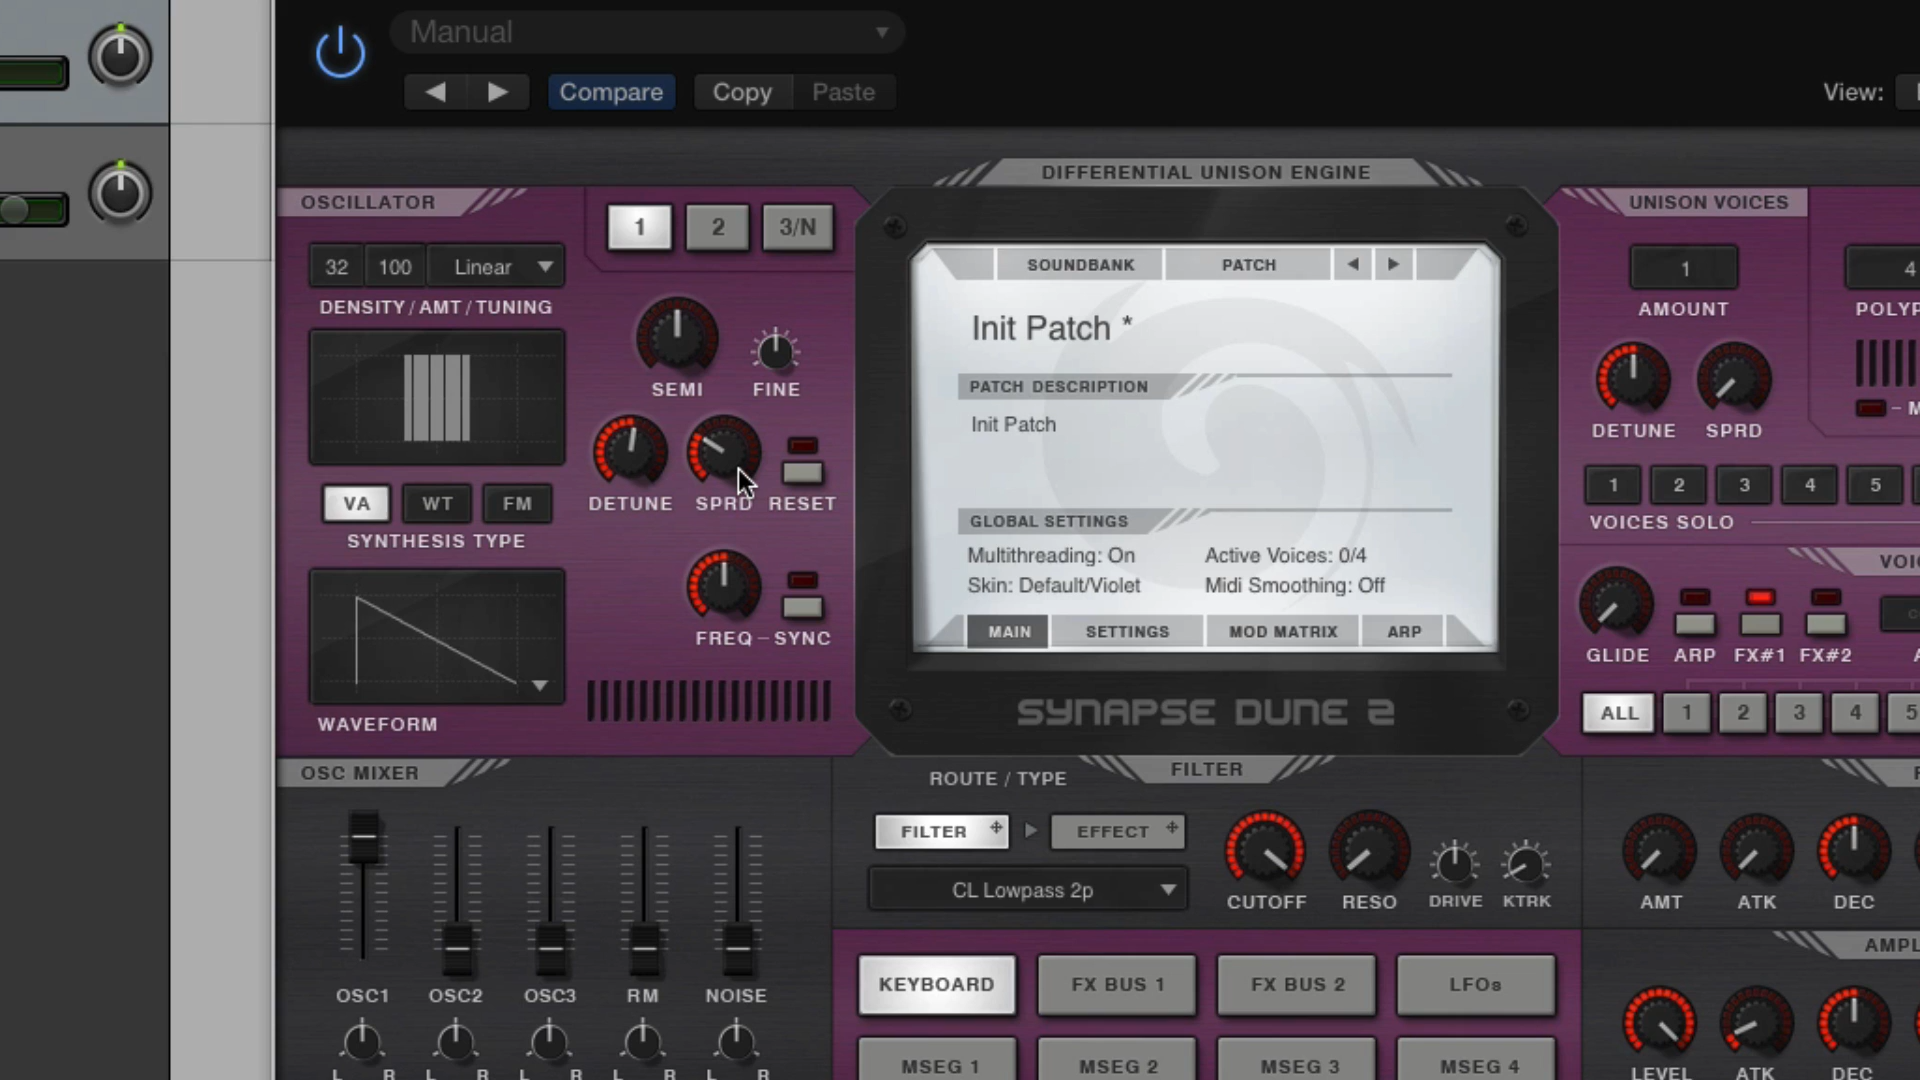 Manual
Compare
Copy
Paste
View:
DIFFERENTIAL UNISON ENGINE
OSCILLATOR
1
2
3/N
32
100
Linear
DENSITY / AMT / TUNING
SEMI
FINE
DETUNE
SPRD
RESET
VA
WT
FM
SYNTHESIS TYPE
FREQ
SYNC
WAVEFORM
SOUNDBANK
PATCH
Init Patch *
PATCH DESCRIPTION
Init Patch
GLOBAL SETTINGS
Multithreading: On
Active Voices: 0/4
Skin: Default/Violet
Midi Smoothing: Off
MAIN
SETTINGS
MOD MATRIX
ARP
SYNAPSE DUNE 2
UNISON VOICES
1
4
AMOUNT
POLYP
DETUNE
SPRD
1
2
3
4
5
VOICES SOLO
GLIDE
ARP
FX#1
FX#2
ALL
1
2
3
4
5
OSC MIXER
OSC1
OSC2
OSC3
RM
NOISE
L R
L R
L R
L R
L R
ROUTE / TYPE
FILTER
FILTER
EFFECT
CL Lowpass 2p
CUTOFF
RESO
DRIVE
KTRK
KEYBOARD
FX BUS 1
FX BUS 2
LFOs
MSEG 1
MSEG 2
MSEG 3
MSEG 4
AMT
ATK
DEC
AMPL
LEVEL
ATK
DEC